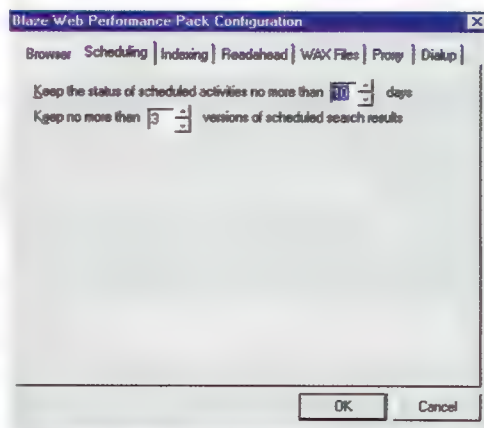 Blaze Web Performance Pack Configuration
Browser Scheduling Indexing Readahead WAX Files Proxy Dialup
Keep the status of scheduled activities no more than 10 days
Keep no more than 3 versions of scheduled search results
OK Cancel